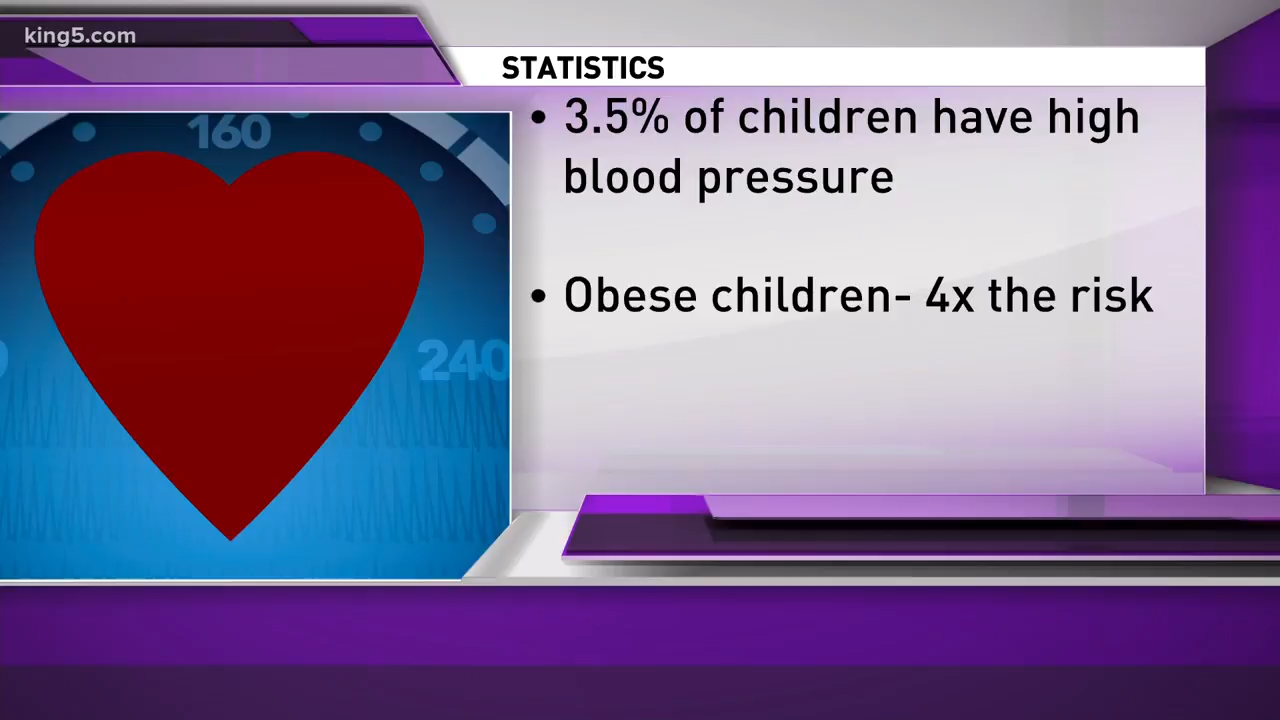 king5.com
STATISTICS
• 3.5% of children have high
blood pressure
• Obese children- 4x the risk
160
240